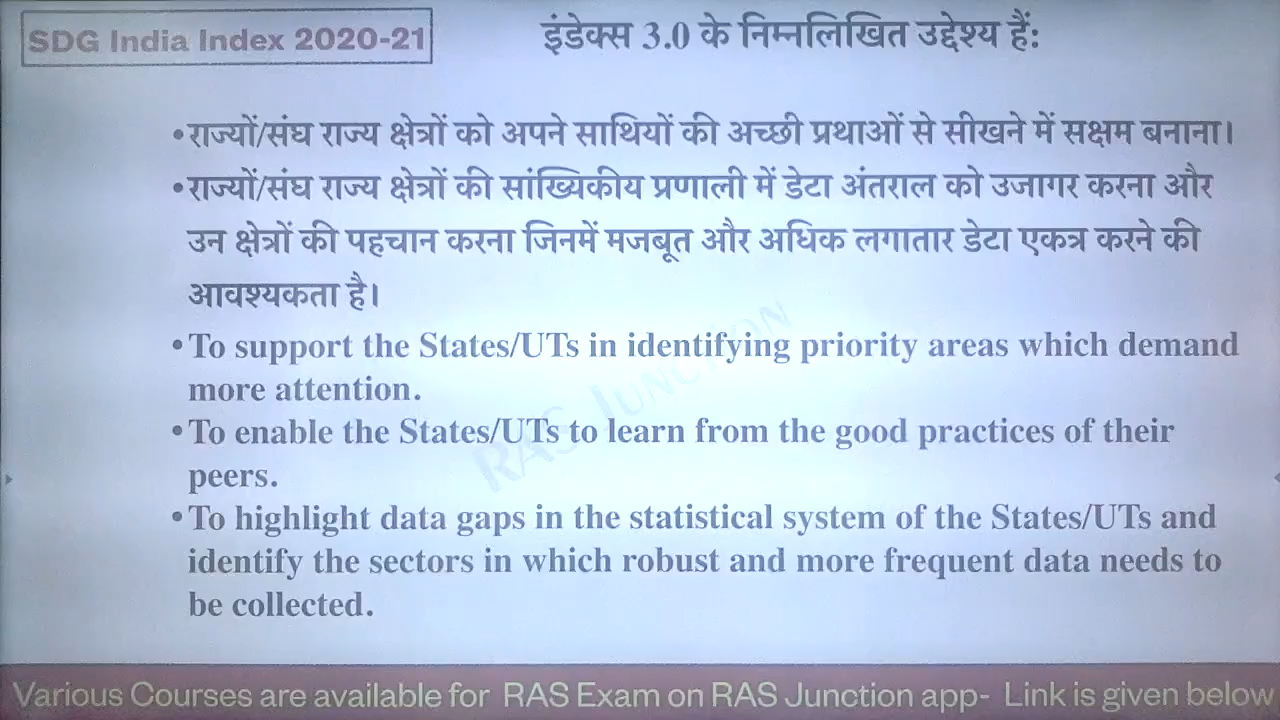 SDG India Index 2020-21
इंडेक्स 3.0 के निम्नलिखित उद्देश्य हैं:
•राज्यों/संघ राज्य क्षेत्रों को अपने साथियों की अच्छी प्रथाओं से सीखने में सक्षम बनाना।
•राज्यों/संघ राज्य क्षेत्रों की सांख्यिकीय प्रणाली में डेटा अंतराल को उजागर करना और
उन क्षेत्रों की पहचान करना जिनमें मजबूत और अधिक लगातार डेटा एकत्र करने की
आवश्यकता है।
•To support the States/UTs in identifying priority areas which demand
more attention.
•To enable the States/UTs to learn from the good practices of their
peers.
•To highlight data gaps in the statistical system of the States/UTs and
identify the sectors in which robust and more frequent data needs to
be collected.
RAS JUNCTION
Various Courses are available for RAS Exam on RAS Junction app- Link is given below